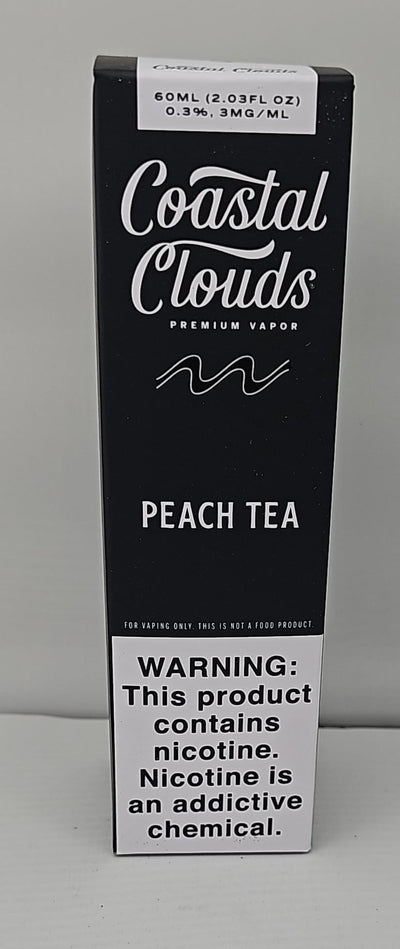 Coastal Clouds
60ML (2.03FL OZ)
0.3%, 3MG/ML
Coastal
Clouds
PREMIUM VAPOR
PEACH TEA
FOR VAPING ONLY. THIS IS NOT A FOOD PRODUCT.
WARNING:
This product
contains
nicotine.
Nicotine is
an addictive
chemical.